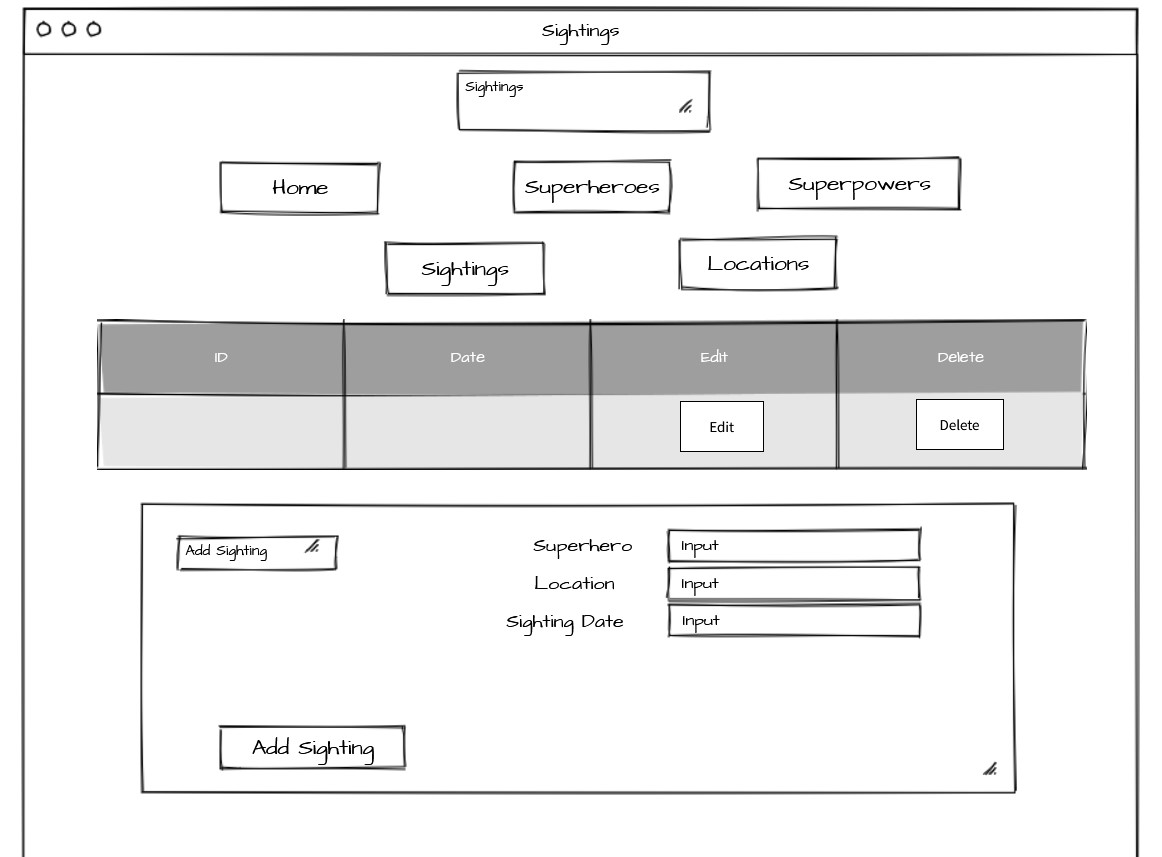 Sightings
Sightings
Home
Superheroes
Superpowers
Sightings
Locations
ID Date Edit Delete
Edit Delete
Add Sighting
Superhero Input
Location Input
Sighting Date Input
Add Sighting